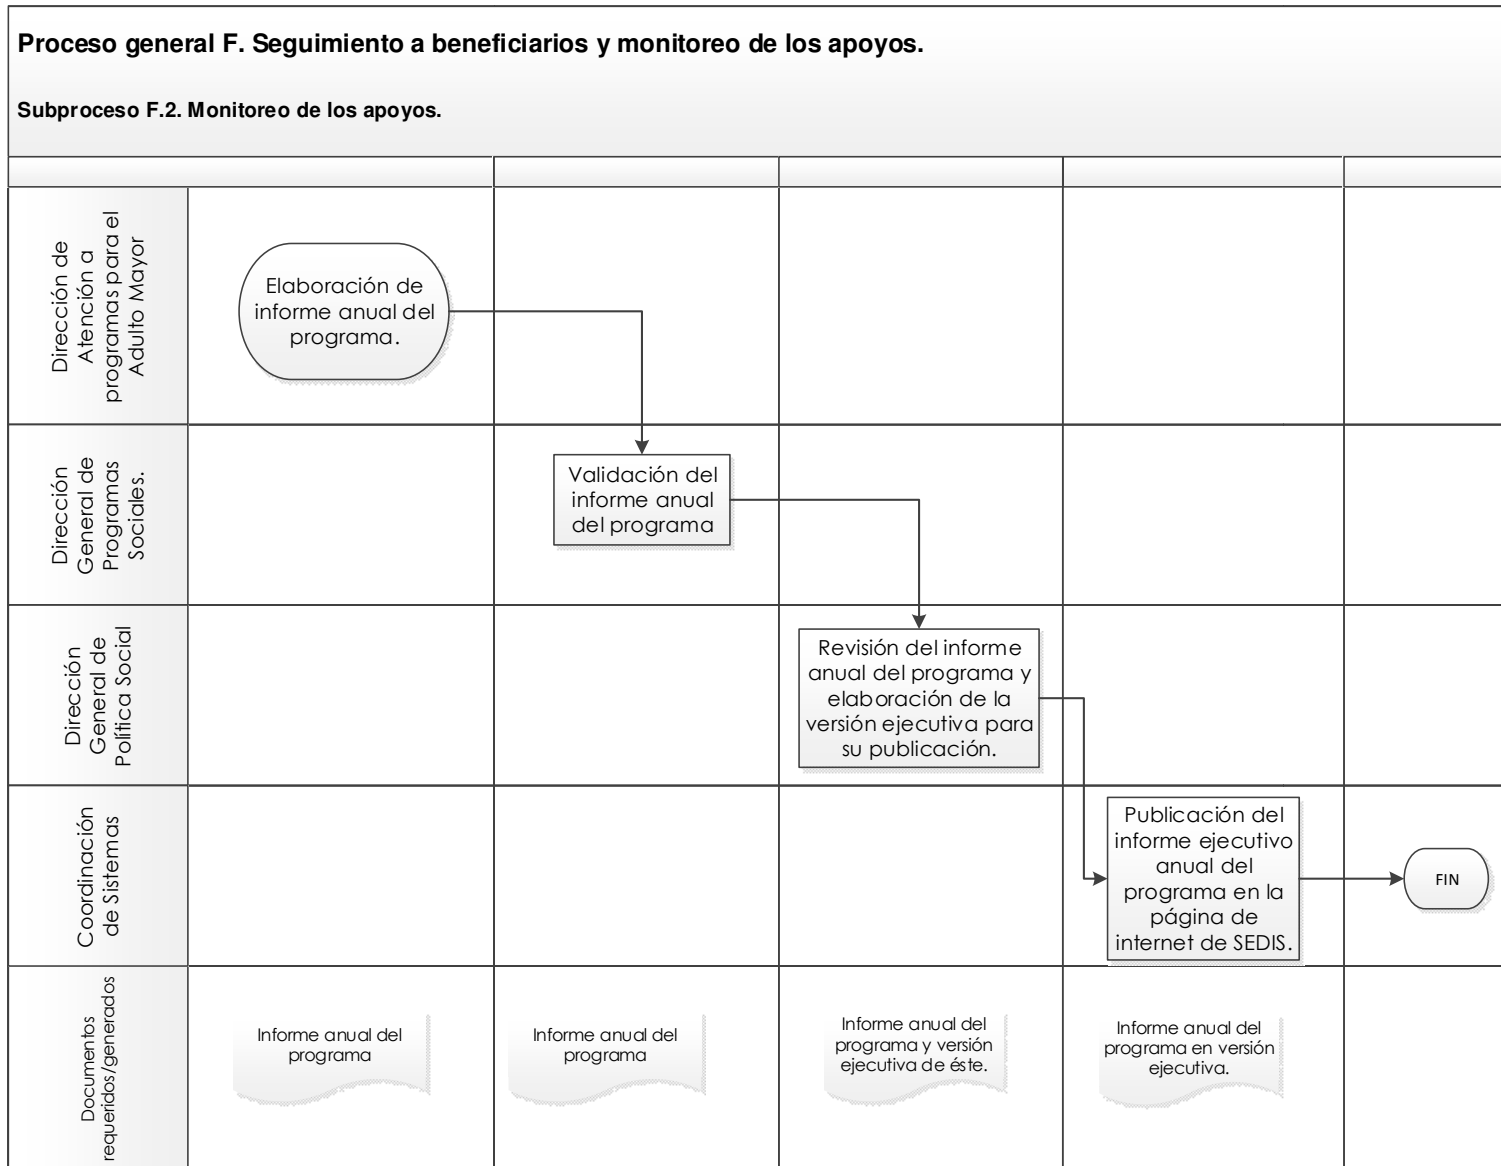 Proceso general F. Seguimiento a beneficiarios y monitoreo de los apoyos.
Subproceso F.2. Monitoreo de los apoyos.
Dirección de
Atención a
programas para el
Adulto Mayor
Elaboración de
informe anual del
programa.
Dirección
General de
Programas
Sociales.
Validación del
informe anual
del programa
Dirección
General de
Política Social
Revisión del informe
anual del programa y
elaboración de la
versión ejecutiva para
su publicación.
Coordinación
de Sistemas
Publicación del
informe ejecutivo
anual del
programa en la
página de
internet de SEDIS.
FIN
Documentos
requeridos/generados
Informe anual del
programa
Informe anual del
programa
Informe anual del
programa y versión
ejecutiva de éste.
Informe anual del
programa en versión
ejecutiva.